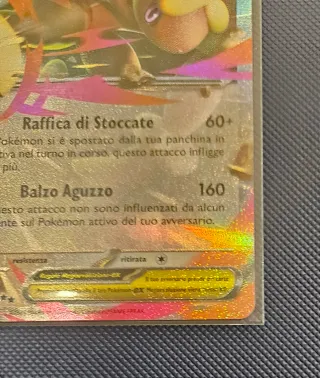 Raffica di Stoccate 60+
Pokémon si è spostato dalla tua panchina in
tiva nel turno in corso, questo attacco infligge
più.
Balzo Aguzzo 160
esto attacco non sono influenzati da alcun
ente sul Pokémon attivo del tuo avversario.
resistenza ritirata